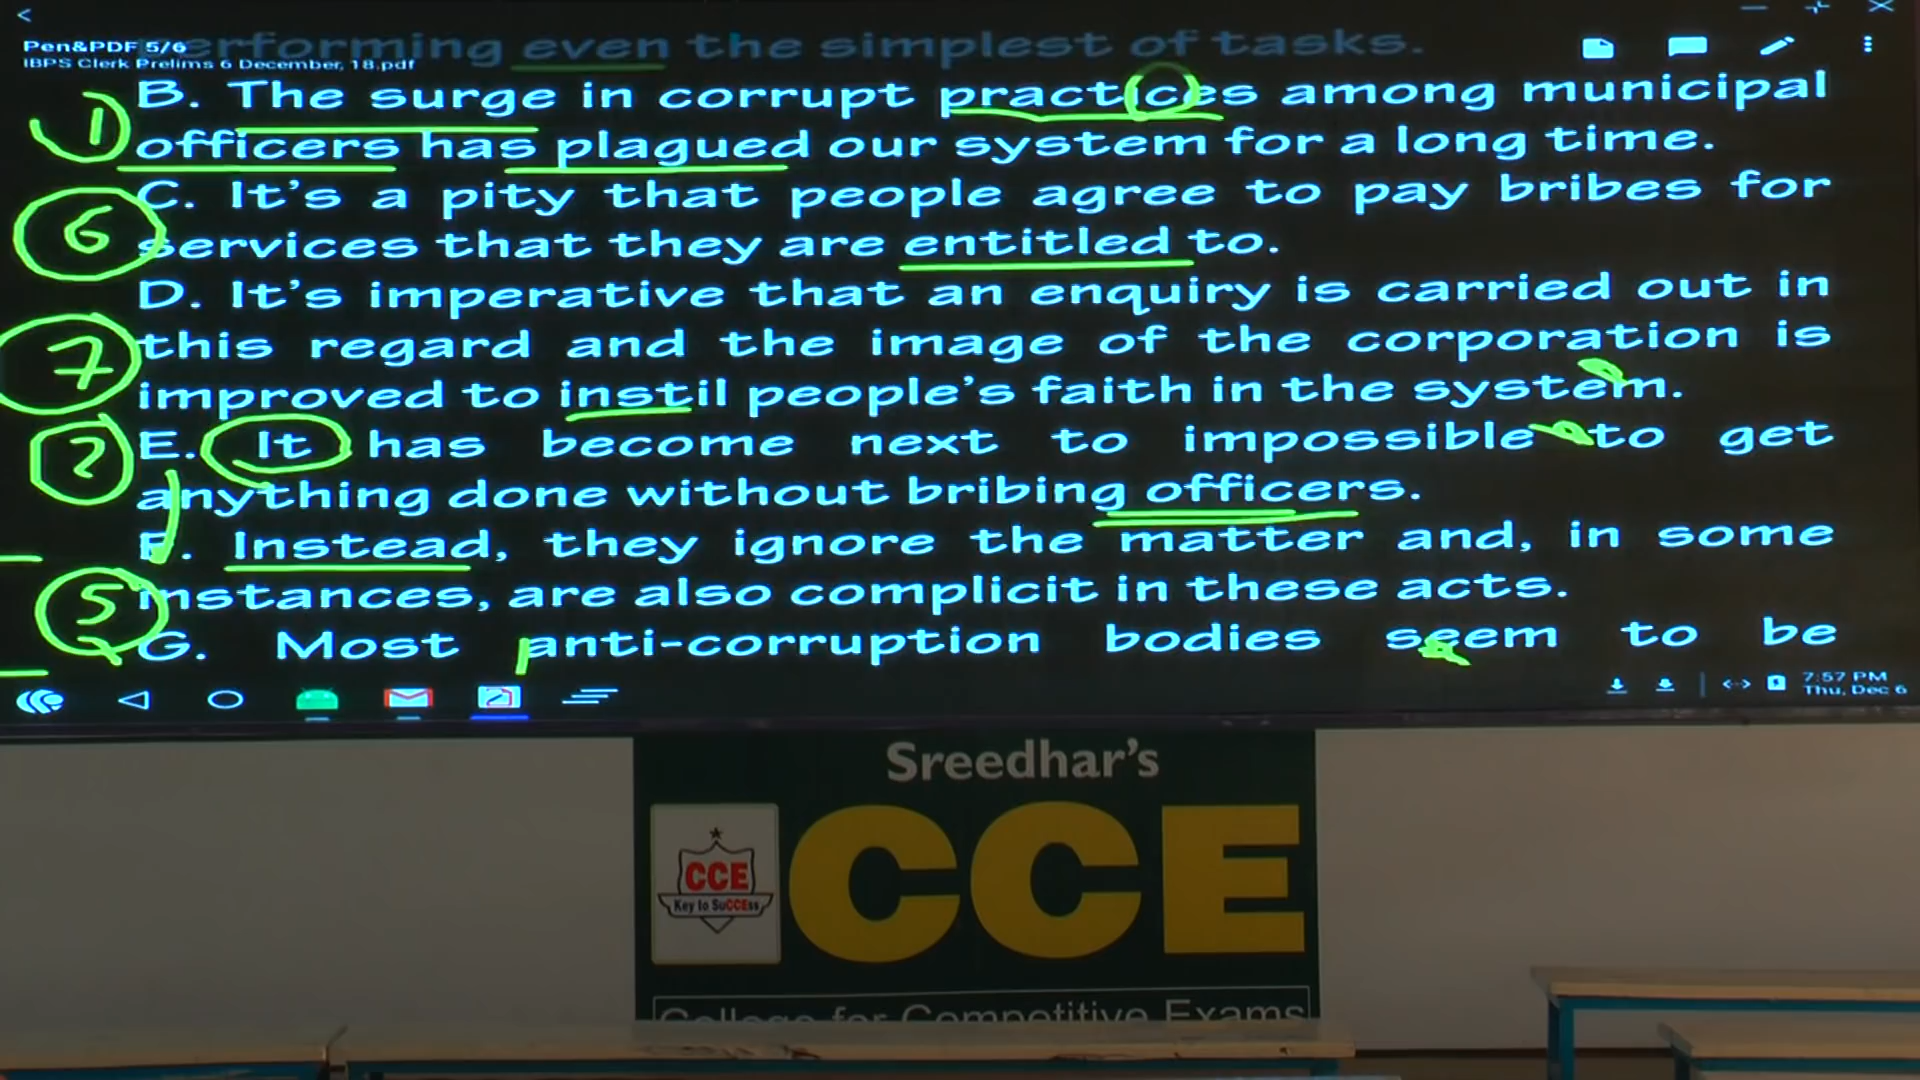 Pen&PDF 5/6
IBPS Clerk Prelims 6 December, 18.pdf
erforming even the simplest of tasks.
B. The surge in corrupt practices among municipal
1
officers has plagued our system for a long time.
C. It's a pity that people agree to pay bribes for
6
services that they are entitled to.
D. It's imperative that an enquiry is carried out in
this regard and the image of the corporation is
7
improved to instil people's faith in the system.
2
E. It has become next to impossible to get
anything done without bribing officers.
F. Instead, they ignore the matter and, in some
5
instances, are also complicit in these acts.
G. Most anti-corruption bodies seem to be
7:57 PM
Thu, Dec 6
Sreedhar's
CCE
CCE
Key to SuCCEss
College for Competitive Exams